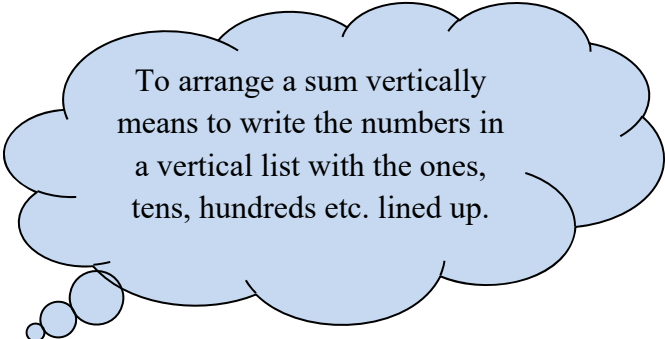 To arrange a sum vertically
means to write the numbers in
a vertical list with the ones,
tens, hundreds etc. lined up.